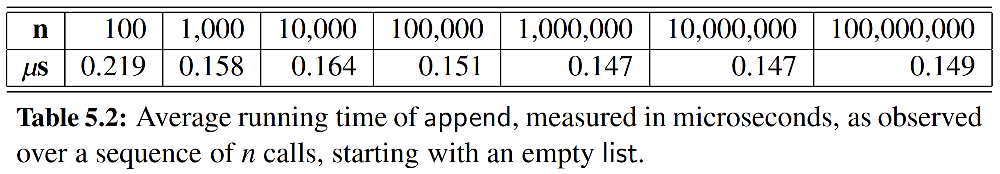 n 100 1,000 10,000 100,000 1,000,000 10,000,000 100,000,000
μs 0.219 0.158 0.164 0.151 0.147 0.147 0.149
Table 5.2: Average running time of append, measured in microseconds, as observed
over a sequence of n calls, starting with an empty list.